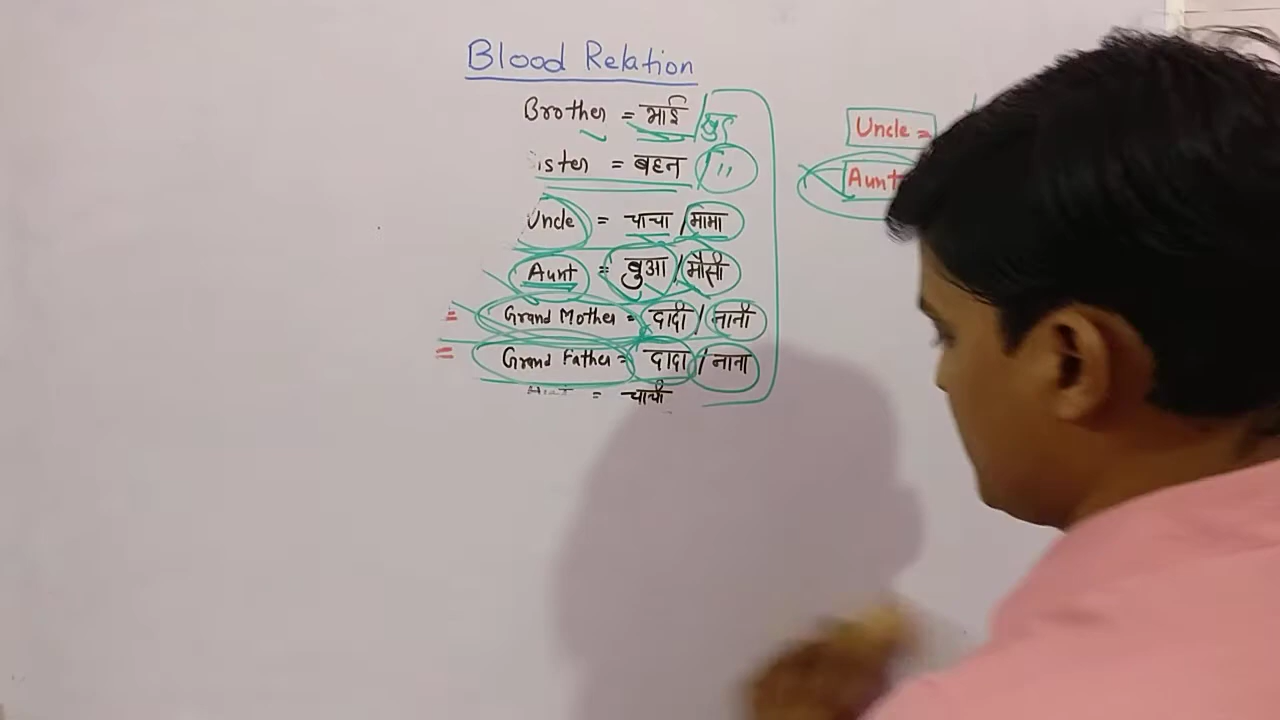 Blood Relation
Brother = भाई / खुद
ister = बहन / ,,
Uncle = चाचा / मामा
Aunt = बुआ / मौसी
Grand Mother = दादी / नानी
Grand Father = दादा / नाना
= चाची
Uncle =
Aunt